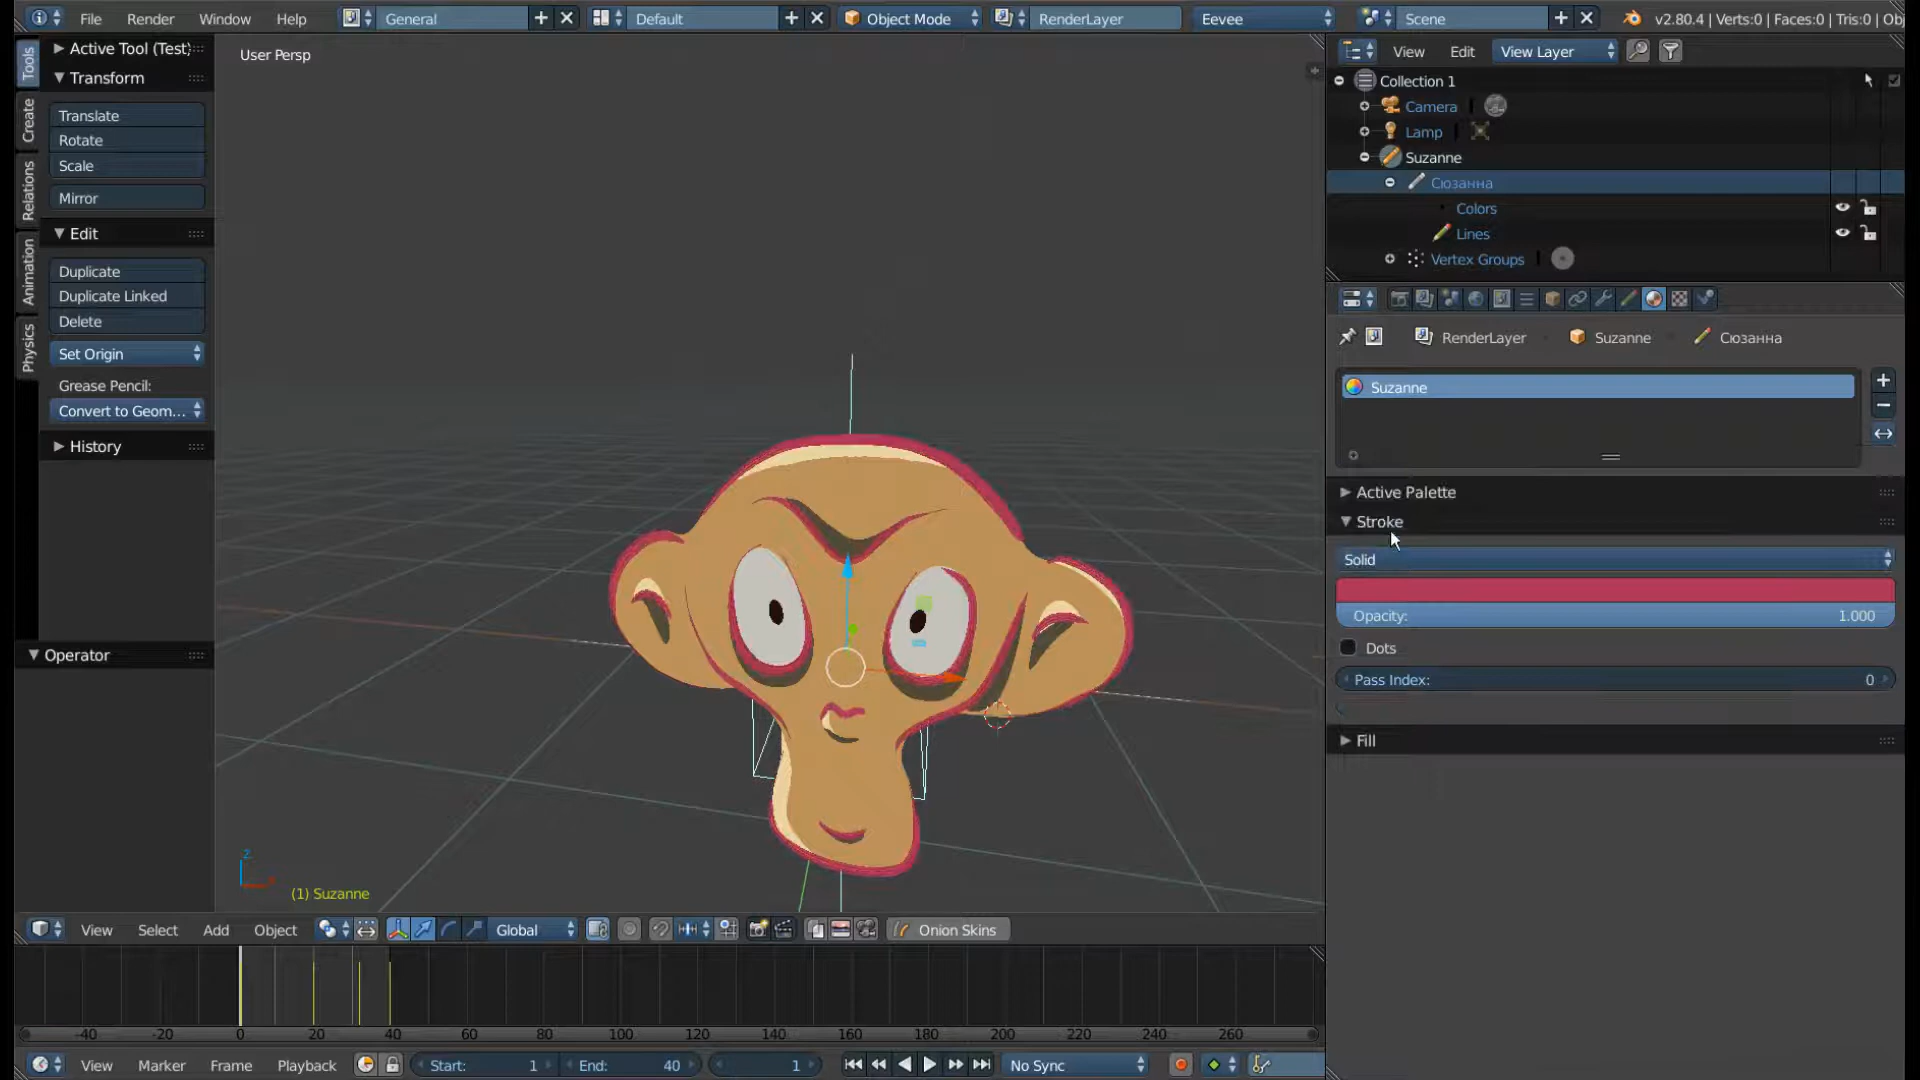 File Render Window Help General Default Object Mode RenderLayer Eevee Scene v2.80.4 | Verts:0 | Faces:0 | Tris:0 | Obj
Tools
Create
Relations
Animation
Physics
Active Tool (Test)
Transform
Translate
Rotate
Scale
Mirror
Edit
Duplicate
Duplicate Linked
Delete
Set Origin
Grease Pencil:
Convert to Geom...
History
Operator
User Persp
z
(1) Suzanne
View Edit View Layer
Collection 1
Camera
Lamp
Suzanne
Сюзанна
Colors
Lines
Vertex Groups
RenderLayer Suzanne Сюзанна
Suzanne
Active Palette
Stroke
Solid
Opacity: 1.000
Dots
Pass Index: 0
Fill
View Select Add Object Global Onion Skins
-40 -20 0 20 40 60 80 100 120 140 160 180 200 220 240 260
View Marker Frame Playback Start: 1 End: 40 1 No Sync